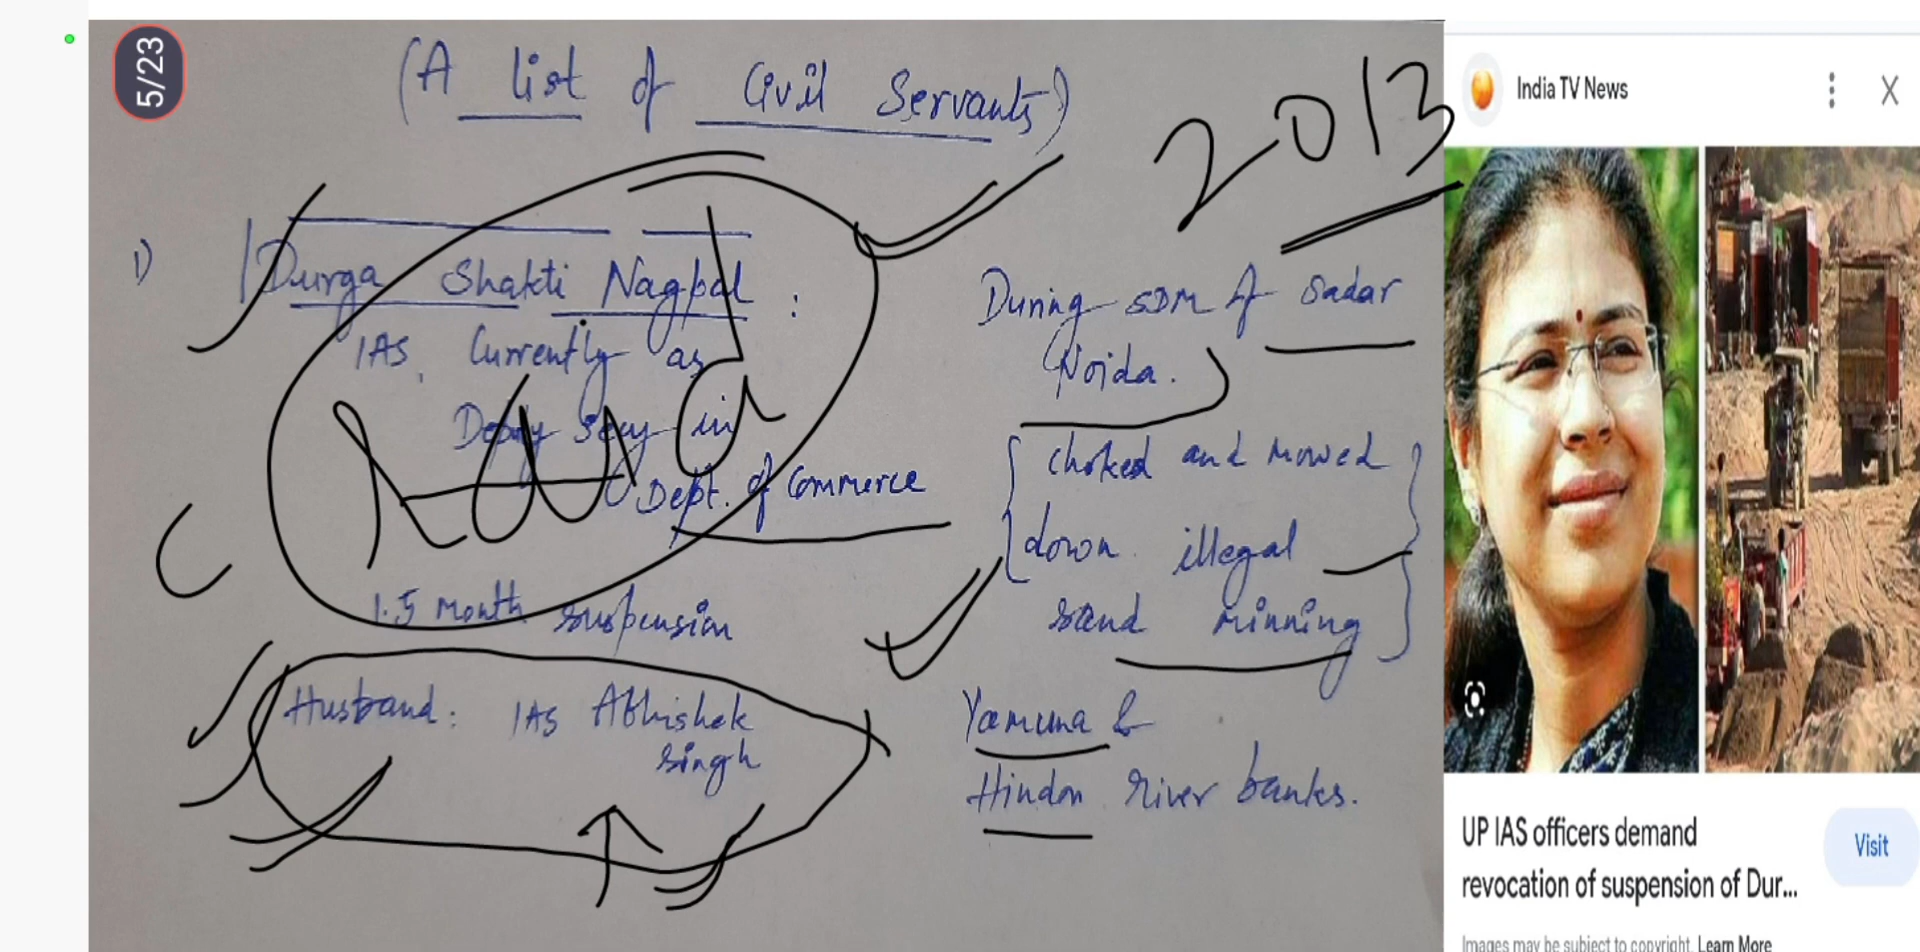 5/23
(A list of Civil Servants)
2013
1) Durga Shakti Nagpal :
IAS, Currently as
Deputy Secy in
Dept. of Commerce
1.5 Month suspension
Husband: IAS Abhishek
Singh
During SDM of Sadar
Noida.
choked and mowed
down illegal
sand minning
Yamuna &
Hindon river banks.
India TV News
UP IAS officers demand
revocation of suspension of Dur...
Visit
Images may be subject to copyright. Learn More